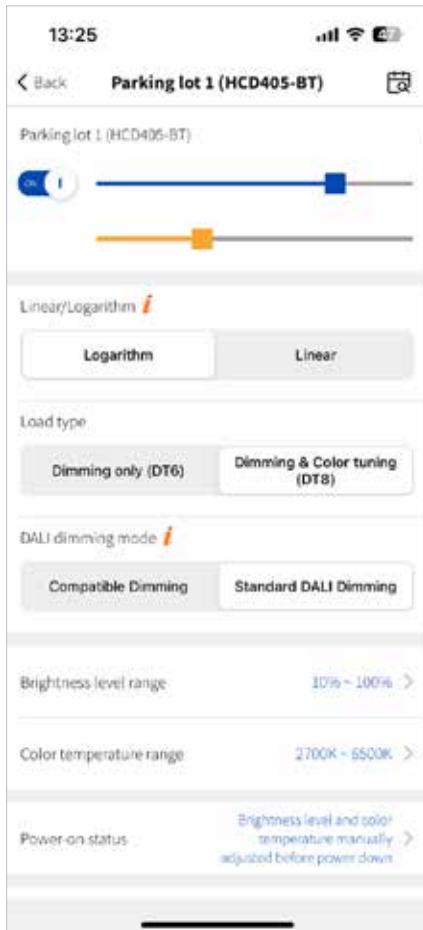 13:25
47
Back
Parking lot 1 (HCD405-BT)
Parking lot 1 (HCD405-BT)
ON
Linear/Logarithm i
Logarithm
Linear
Load type
Dimming only (DT6)
Dimming & Color tuning
(DT8)
DALI dimming mode i
Compatible Dimming
Standard DALI Dimming
Brightness level range
10% ~ 100%
Color temperature range
2700K ~ 6500K
Power-on status
Brightness level and color
temperature manually
adjusted before power down